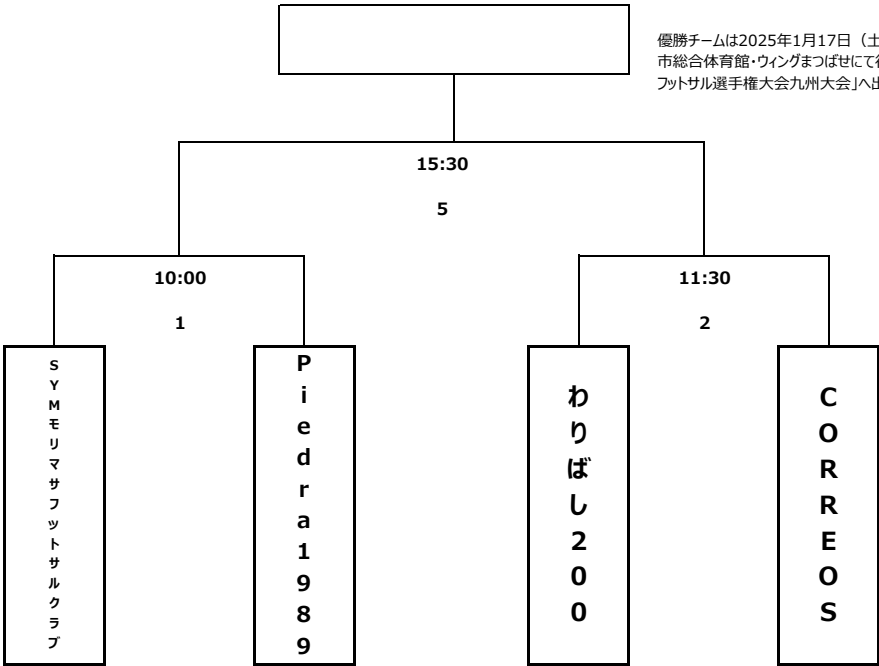 優勝チームは2025年1月17日（土
市総合体育館・ウィングまつばせにて
フットサル選手権大会九州大会」へ
15:30
5
10:00
1
11:30
2
SYMモリマサフットサルクラブ
Piedra1989
わりばし200
CORREOS